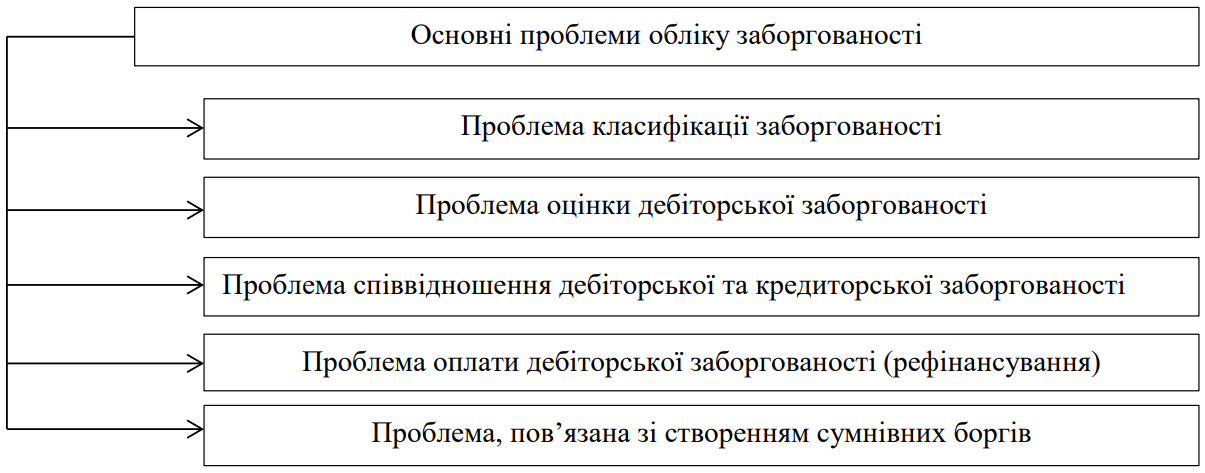 Основні проблеми обліку заборгованості
Проблема класифікації заборгованості
Проблема оцінки дебіторської заборгованості
Проблема співвідношення дебіторської та кредиторської заборгованості
Проблема оплати дебіторської заборгованості (рефінансування)
Проблема, пов’язана зі створенням сумнівних боргів